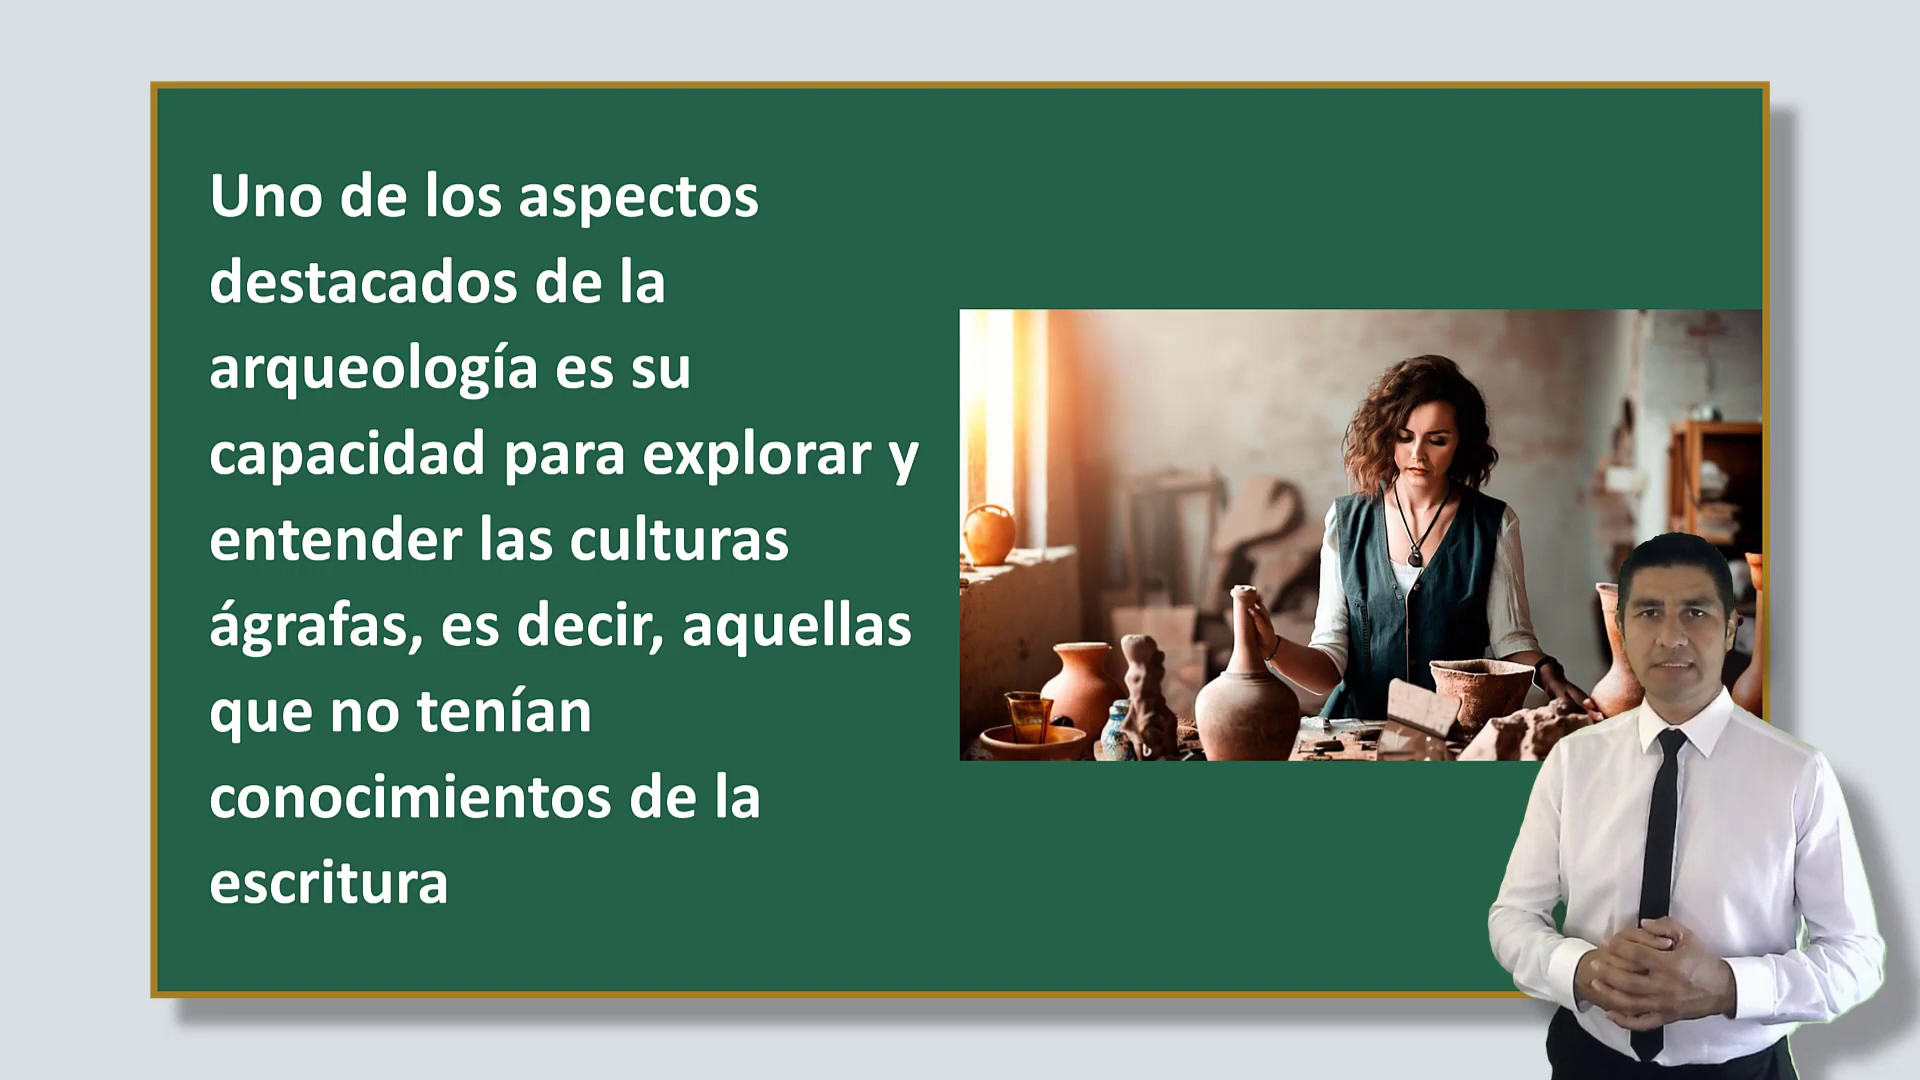 Uno de los aspectos
destacados de la
arqueología es su
capacidad para explorar y
entender las culturas
ágrafas, es decir, aquellas
que no tenían
conocimientos de la
escritura